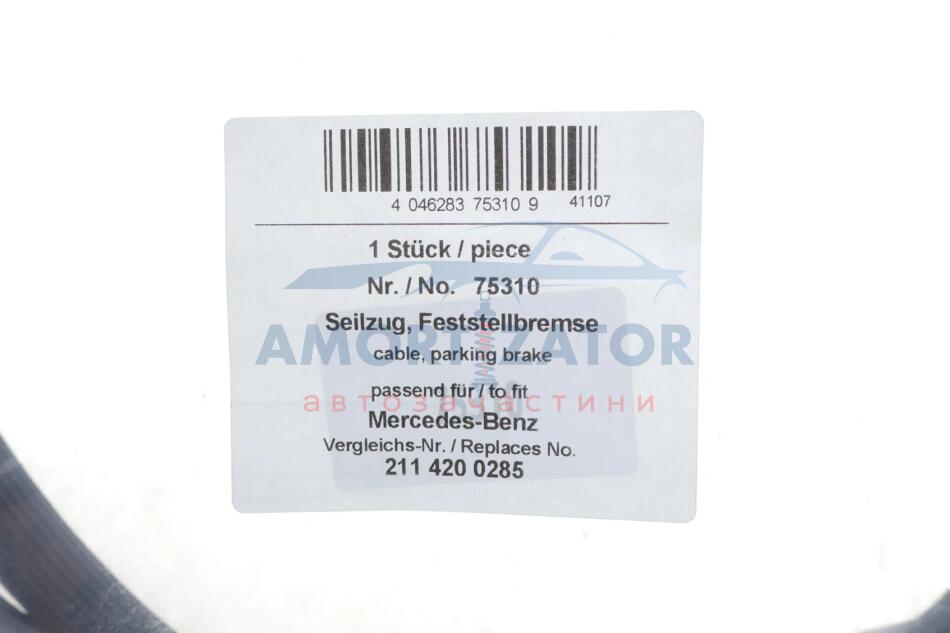 4 046283 75310 9 41107
1 Stück / piece
Nr. / No. 75310
Seilzug, Feststellbremse
AMORTIZATOR
cable, parking brake
passend für / to fit
автозапчастини
Mercedes-Benz
Vergleichs-Nr. / Replaces No.
211 420 0285